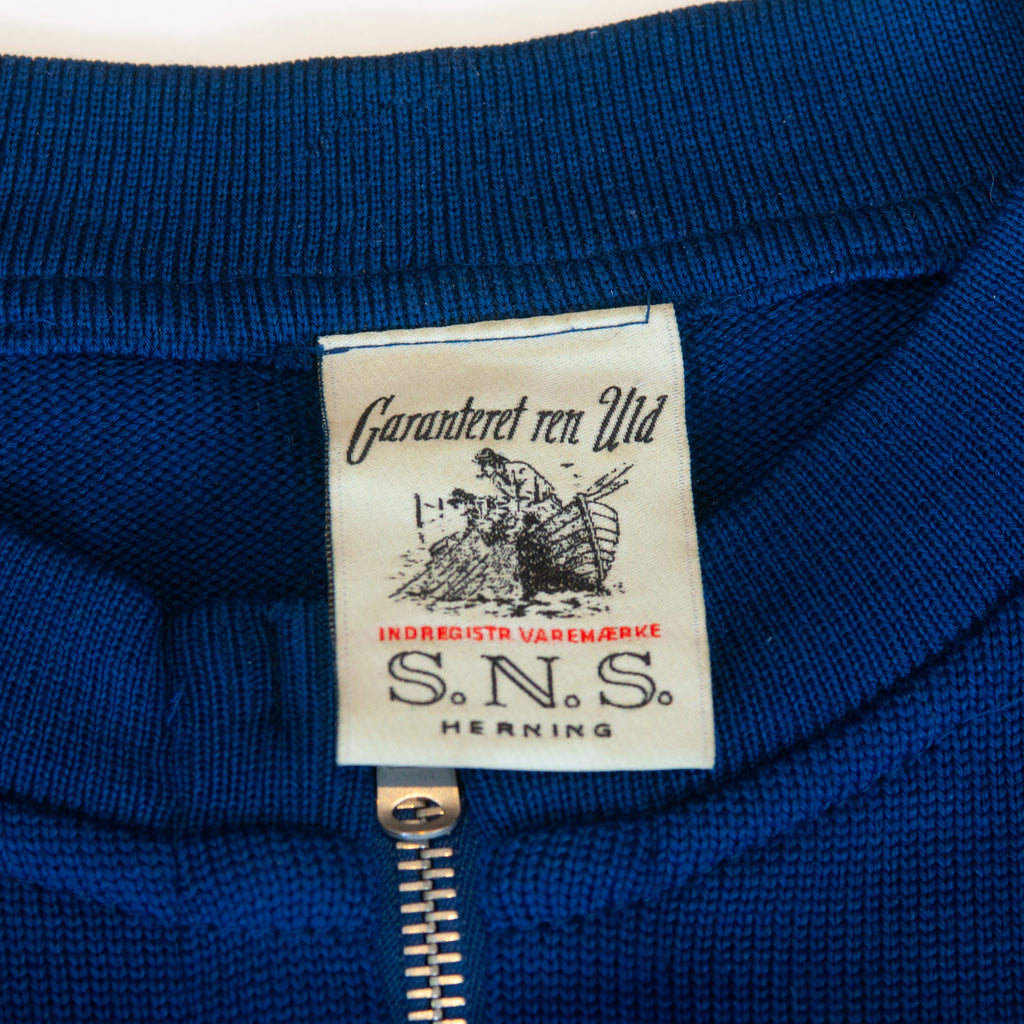 Garanteret ren Uld
INDREGISTR. VAREMÆRKE
S.N.S.
HERNING